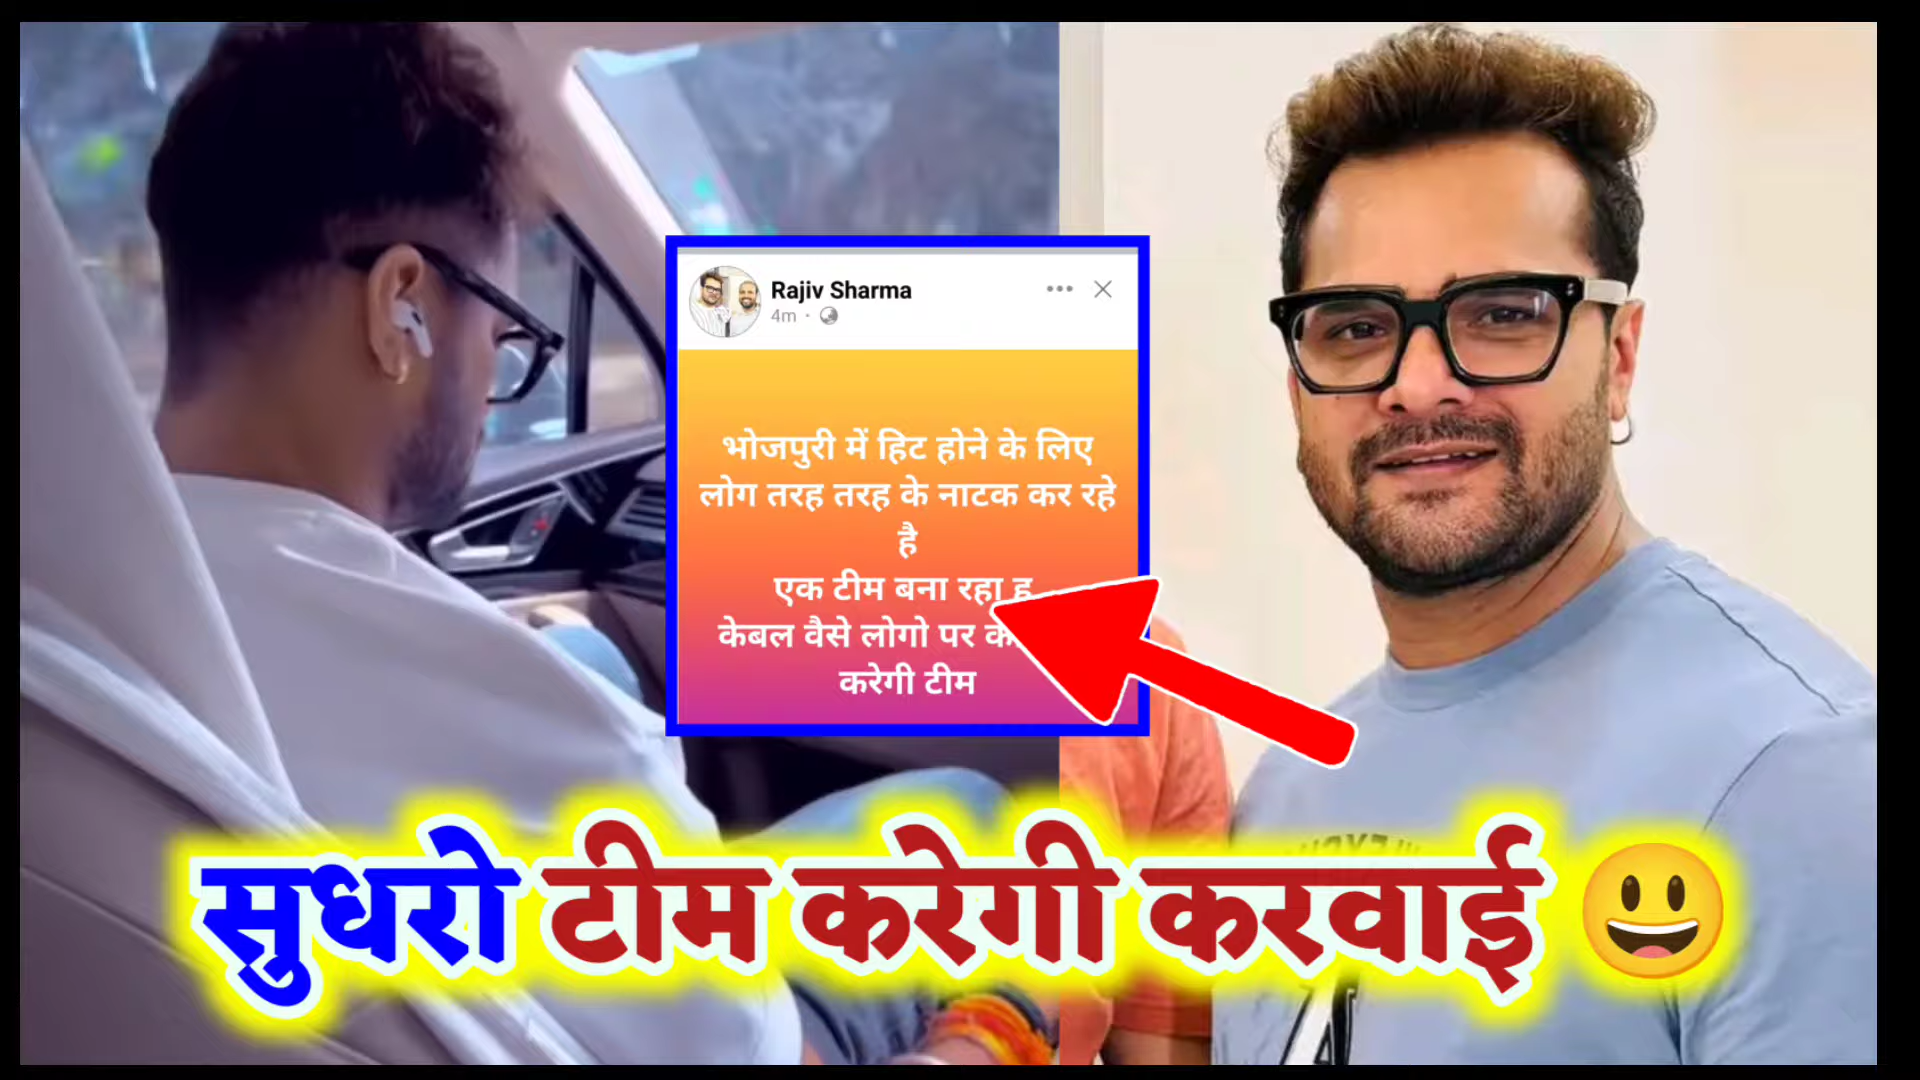 Rajiv Sharma
4m ·
भोजपुरी में हिट होने के लिए
लोग तरह तरह के नाटक कर रहे
है
एक टीम बना रहा
केबल वैसे लोगो पर
करेगी टीम
सुधरो टीम करेगी करवाई